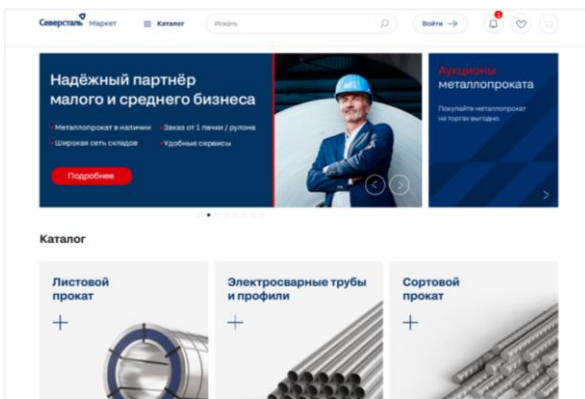 Северсталь Маркет
Каталог
Искать
Войти
1
Надёжный партнёр
малого и среднего бизнеса
Металлопрокат в наличии
Заказ от 1 пачки / рулона
Широкая сеть складов
Удобные сервисы
Подробнее
Аукционы
металлопроката
Покупайте металлопрокат
на торгах выгодно.
Каталог
Листовой
прокат
Электросварные трубы
и профили
Сортовой
прокат